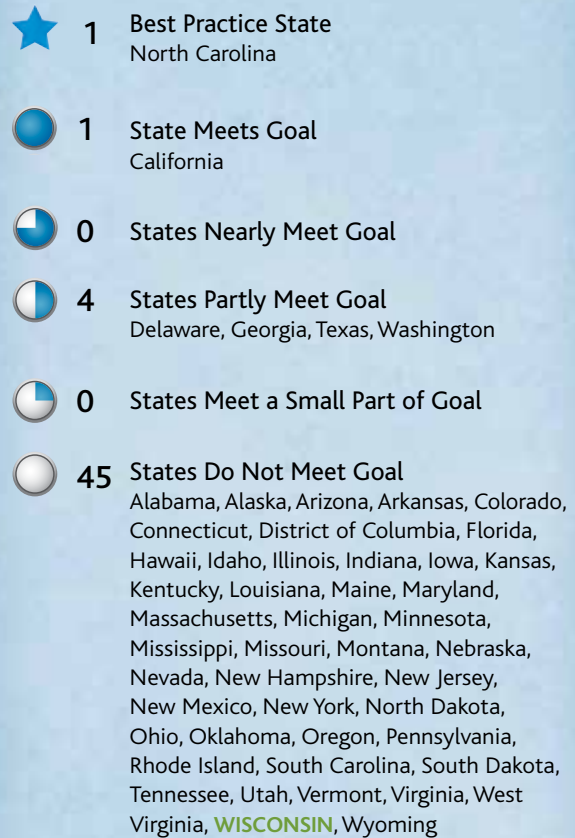 1 Best Practice State
North Carolina
1 State Meets Goal
California
0 States Nearly Meet Goal
4 States Partly Meet Goal
Delaware, Georgia, Texas, Washington
0 States Meet a Small Part of Goal
45 States Do Not Meet Goal
Alabama, Alaska, Arizona, Arkansas, Colorado,
Connecticut, District of Columbia, Florida,
Hawaii, Idaho, Illinois, Indiana, Iowa, Kansas,
Kentucky, Louisiana, Maine, Maryland,
Massachusetts, Michigan, Minnesota,
Mississippi, Missouri, Montana, Nebraska,
Nevada, New Hampshire, New Jersey,
New Mexico, New York, North Dakota,
Ohio, Oklahoma, Oregon, Pennsylvania,
Rhode Island, South Carolina, South Dakota,
Tennessee, Utah, Vermont, Virginia, West
Virginia, WISCONSIN, Wyoming